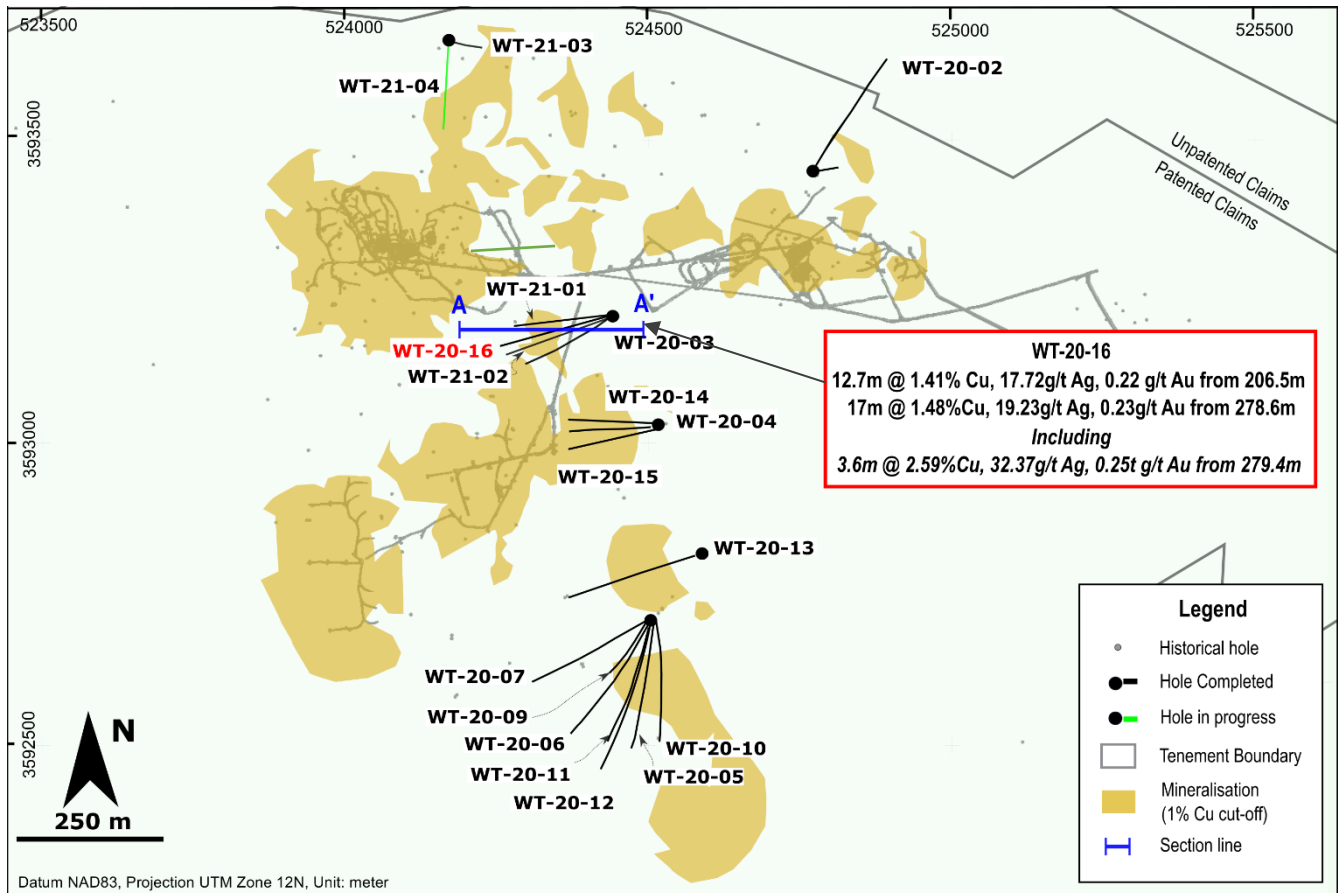 523500
524000
524500
525000
525500
WT-21-03
WT-20-02
WT-21-04
3593500
Unpatented Claims
Patented Claims
WT-21-01
A
A'
WT-20-16
WT-20-03
WT-21-02
WT-20-16
12.7m @ 1.41% Cu, 17.72g/t Ag, 0.22 g/t Au from 206.5m
17m @ 1.48%Cu, 19.23g/t Ag, 0.23g/t Au from 278.6m
Including
3.6m @ 2.59%Cu, 32.37g/t Ag, 0.25t g/t Au from 279.4m
WT-20-14
WT-20-04
3593000
WT-20-15
WT-20-13
WT-20-07
WT-20-09
WT-20-06
WT-20-10
WT-20-11
WT-20-05
WT-20-12
3592500
N
250 m
Legend
Historical hole
Hole Completed
Hole in progress
Tenement Boundary
Mineralisation
(1% Cu cut-off)
Section line
Datum NAD83, Projection UTM Zone 12N, Unit: meter